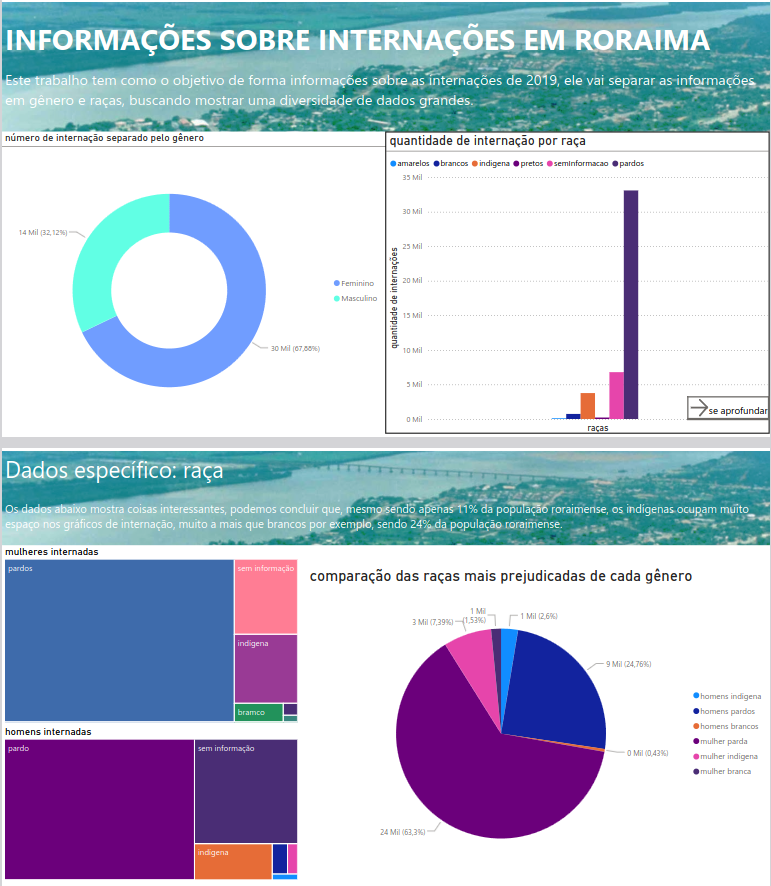 INFORMAÇÕES SOBRE INTERNAÇÕES EM RORAIMA
Este trabalho tem como o objetivo de forma informações sobre as internações de 2019, ele vai separar as informações
em gênero e raças, buscando mostrar uma diversidade de dados grandes.
número de internação separado pelo gênero
14 Mil (32,12%)
30 Mil (67,88%)
Feminino
Masculino
quantidade de internação por raça
amarelos brancos indigena pretos semInformacao pardos
35 Mil
30 Mil
25 Mil
20 Mil
15 Mil
10 Mil
5 Mil
0 Mil
quantidade de internações
raças
se aprofundar
Dados específico: raça
Os dados abaixo mostra coisas interessantes, podemos concluir que, mesmo sendo apenas 11% da população roraimense, os indigenas ocupam muito
espaço nos gráficos de internação, muito a mais que brancos por exemplo, sendo 24% da população roraimense.
mulheres internadas
pardos
sem informação
indigena
bramco
homens internadas
pardo
sem informação
indigena
comparação das raças mais prejudicadas de cada gênero
1 Mil (2,6%)
9 Mil (24,76%)
0 Mil (0,43%)
24 Mil (63,3%)
3 Mil (7,39%)
1 Mil
(1,53%)
homens indigena
homens pardos
homens brancos
mulher parda
mulher indigena
mulher branca